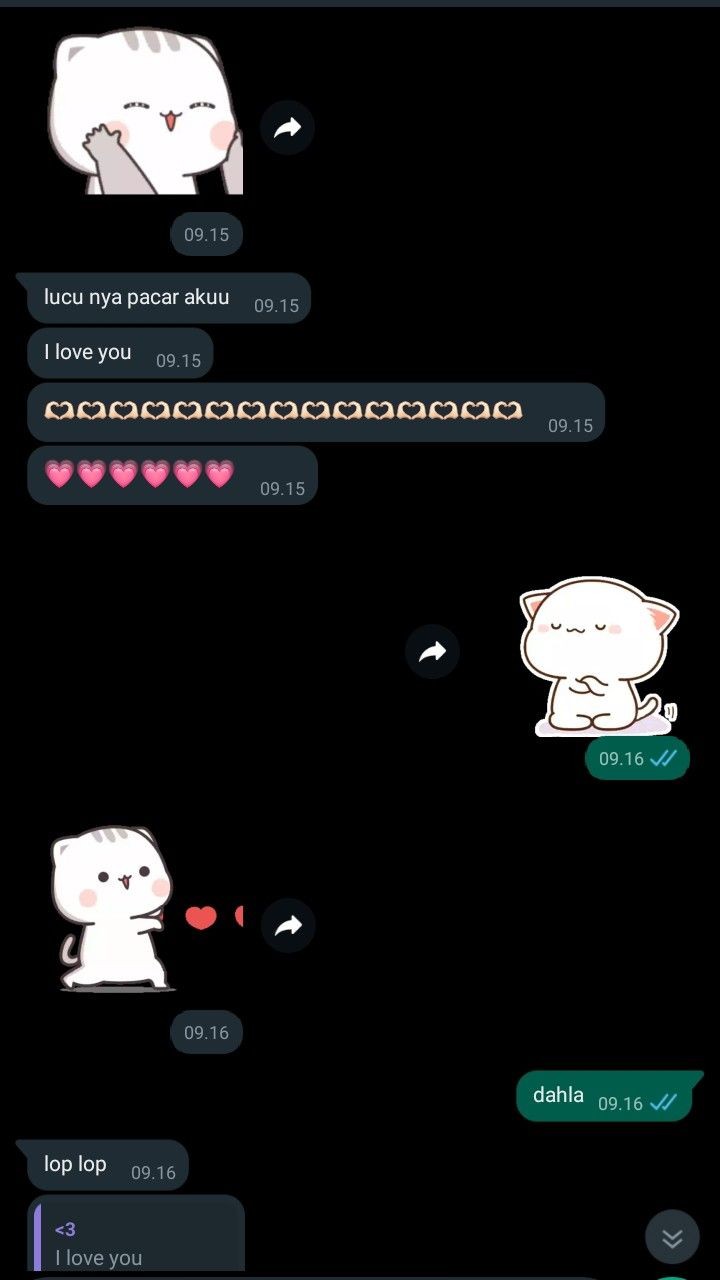 09.15
lucu nya pacar akuu 09.15
I love you 09.15
🫶🏻🫶🏻🫶🏻🫶🏻🫶🏻🫶🏻🫶🏻🫶🏻🫶🏻🫶🏻🫶🏻🫶🏻🫶🏻🫶🏻🫶🏻 09.15
💗💗💗💗💗💗 09.15
09.16
09.16
dahla 09.16
lop lop 09.16
<3
I love you